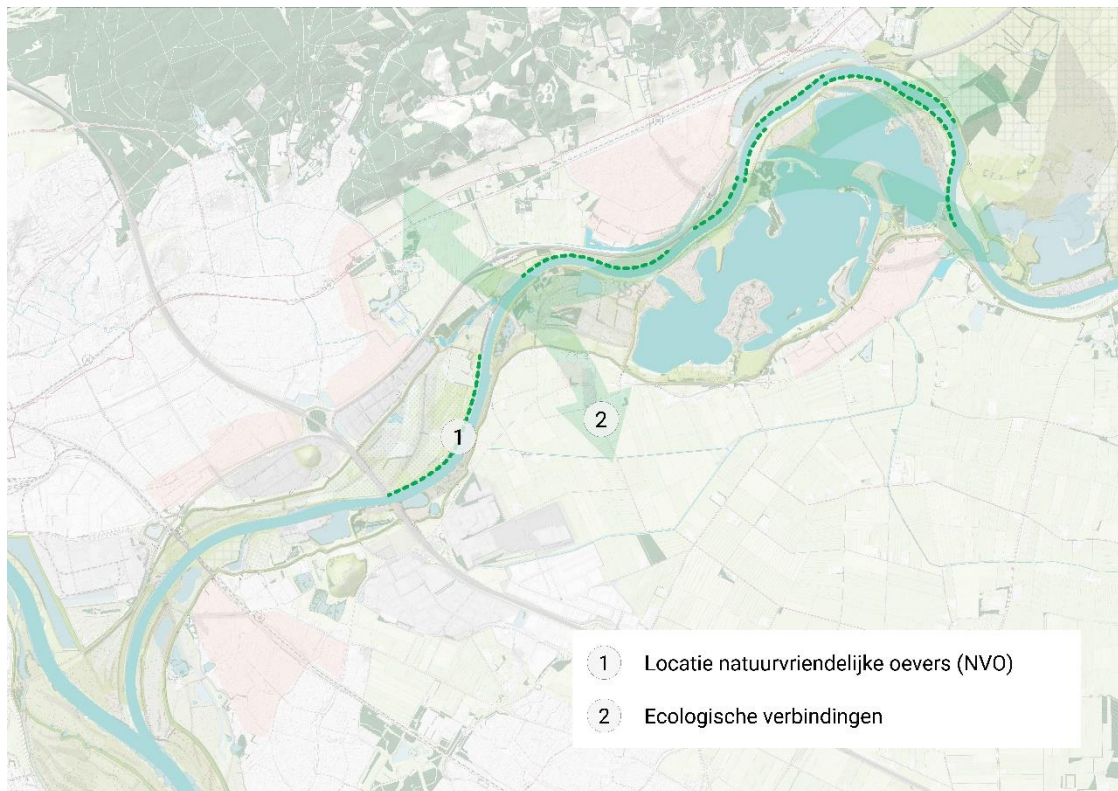 1
2
1 Locatie natuurvriendelijke oevers (NVO)
2 Ecologische verbindingen